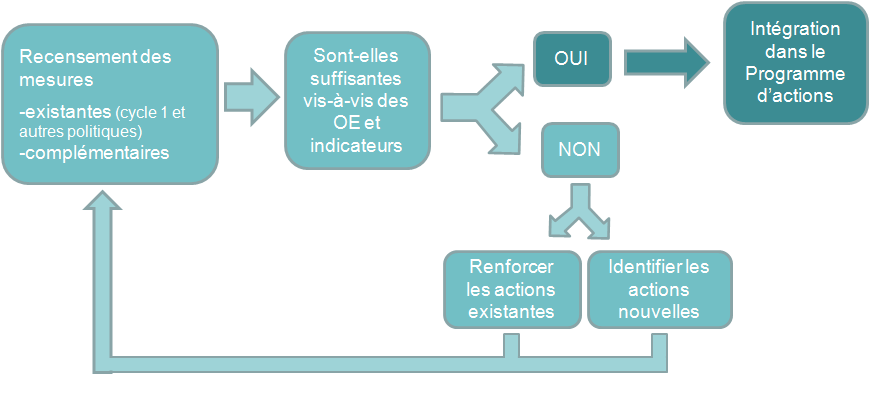 Recensement des
mesures
-existantes (cycle 1 et
autres politiques)
-complémentaires
Sont-elles
suffisantes
vis-à-vis des
OE et
indicateurs
OUI
NON
Intégration
dans le
Programme
d'actions
Renforcer
les actions
existantes
Identifier les
actions
nouvelles